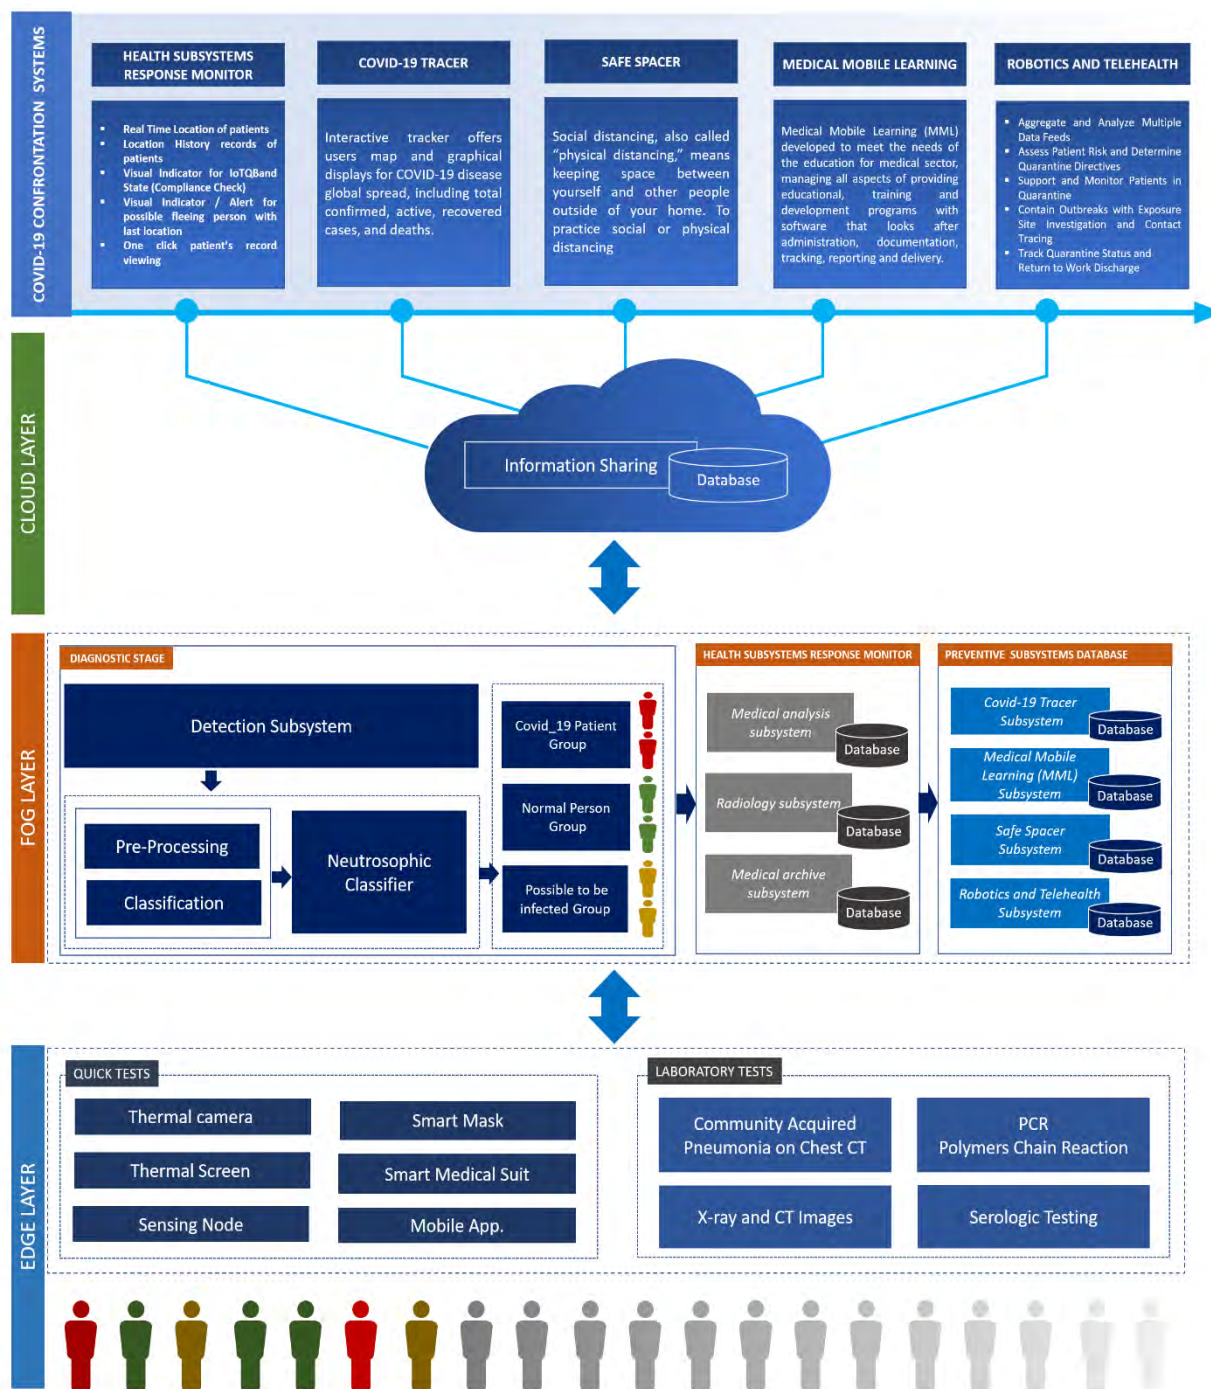 COVID-19 CONFRONTATION SYSTEMS
HEALTH SUBSYSTEMS
RESPONSE MONITOR
▪ Real Time Location of patients
▪ Location History records of
patients
▪ Visual Indicator for IoTQBand
State (Compliance Check)
▪ Visual Indicator / Alert for
possible fleeing person with
last location
▪ One click patient's record
viewing
COVID-19 TRACER
Interactive tracker offers
users map and graphical
displays for COVID-19 disease
global spread, including total
confirmed, active, recovered
cases, and deaths.
SAFE SPACER
Social distancing, also called
“physical distancing,” means
keeping space between
yourself and other people
outside of your home. To
practice social or physical
distancing
MEDICAL MOBILE LEARNING
Medical Mobile Learning (MML)
developed to meet the needs of
the education for medical sector,
managing all aspects of providing
educational, training and
development programs with
software that looks after
administration, documentation,
tracking, reporting and delivery.
ROBOTICS AND TELEHEALTH
▪ Aggregate and Analyze Multiple
Data Feeds
▪ Assess Patient Risk and Determine
Quarantine Directives
▪ Support and Monitor Patients in
Quarantine
▪ Contain Outbreaks with Exposure
Site Investigation and Contact
Tracing
▪ Track Quarantine Status and
Return to Work Discharge
CLOUD LAYER
Information Sharing
Database
FOG LAYER
DIAGNOSTIC STAGE
Detection Subsystem
Pre-Processing
Classification
Neutrosophic
Classifier
Covid_19 Patient
Group
Normal Person
Group
Possible to be
infected Group
HEALTH SUBSYSTEMS RESPONSE MONITOR
Medical analysis
subsystem
Database
Radiology subsystem
Database
Medical archive
subsystem
Database
PREVENTIVE SUBSYSTEMS DATABASE
Covid-19 Tracer
Subsystem
Database
Medical Mobile
Learning (MML)
Subsystem
Database
Safe Spacer
Subsystem
Database
Robotics and Telehealth
Subsystem
Database
EDGE LAYER
QUICK TESTS
Thermal camera
Smart Mask
Thermal Screen
Smart Medical Suit
Sensing Node
Mobile App.
LABORATORY TESTS
Community Acquired
Pneumonia on Chest CT
PCR
Polymers Chain Reaction
X-ray and CT Images
Serologic Testing